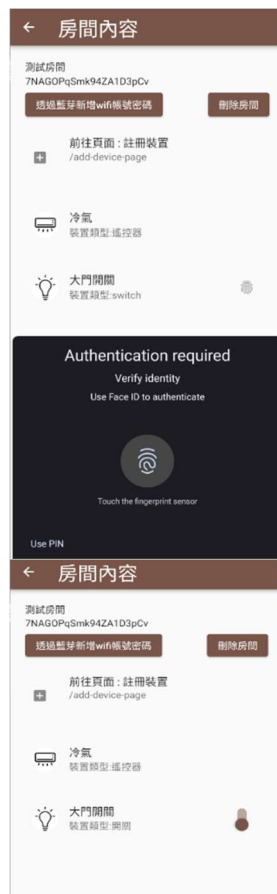 房間內容
測試房間
7NAGOPqSmk94ZA1D3pCv
透過藍芽新增wifi帳號密碼
刪除房間
前往頁面 : 註冊裝置
/add-device-page
冷氣
裝置類型:遙控器
大門開關
裝置類型:switch
Authentication required
Verify identity
Use Face ID to authenticate
Touch the fingerprint sensor
Use PIN
房間內容
測試房間
7NAGOPqSmk94ZA1D3pCv
透過藍芽新增wifi帳號密碼
刪除房間
前往頁面 : 註冊裝置
/add-device-page
冷氣
裝置類型:遙控器
大門開關
裝置類型:開關